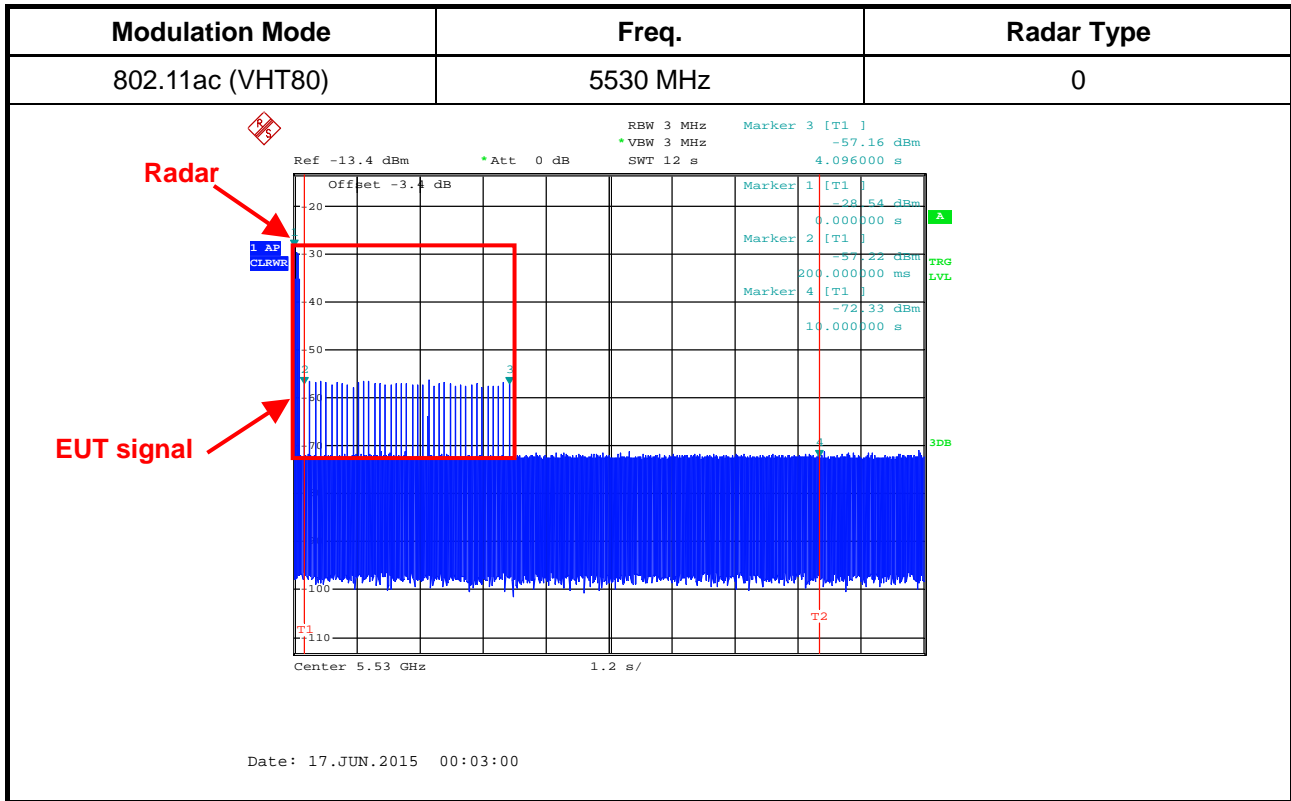 Modulation Mode Freq. Radar Type
802.11ac (VHT80) 5530 MHz 0
R S
RBW 3 MHz Marker 3 [T1 ]
*VBW 3 MHz -57.16 dBm
Ref -13.4 dBm *Att 0 dB SWT 12 s 4.096000 s
Radar
Offset -3.4 dB Marker 1 [T1 ]
-20 -28.54 dBm
0.000000 s A
1 Marker 2 [T1 ]
1 AP -30 -57.22 dBm
CLRWR 200.000000 ms TRG
LVL
Marker 4 [T1 ]
-40 -72.33 dBm
10.000000 s
-50
2 3
-60
EUT signal -70 4 3DB
-100
T2
T1
-110
Center 5.53 GHz 1.2 s/
Date: 17.JUN.2015 00:03:00